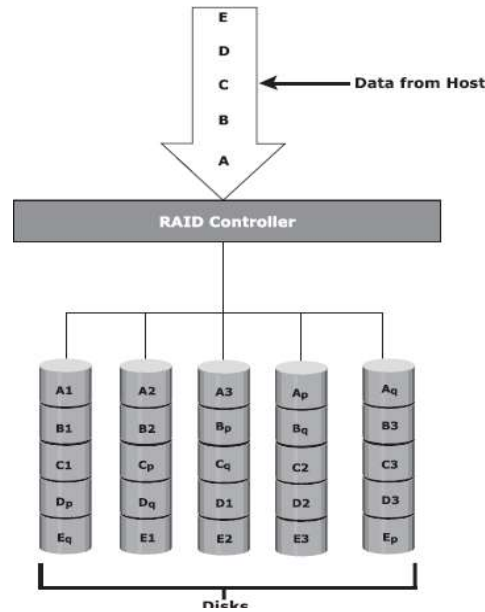 E
D
C
Data from Host
B
A
RAID Controller
A1 A2 A3 Ap Aq
B1 B2 Bp Bq B3
C1 Cp Cq C2 C3
Dp Dq D1 D2 D3
Eq E1 E2 E3 Ep
Disks